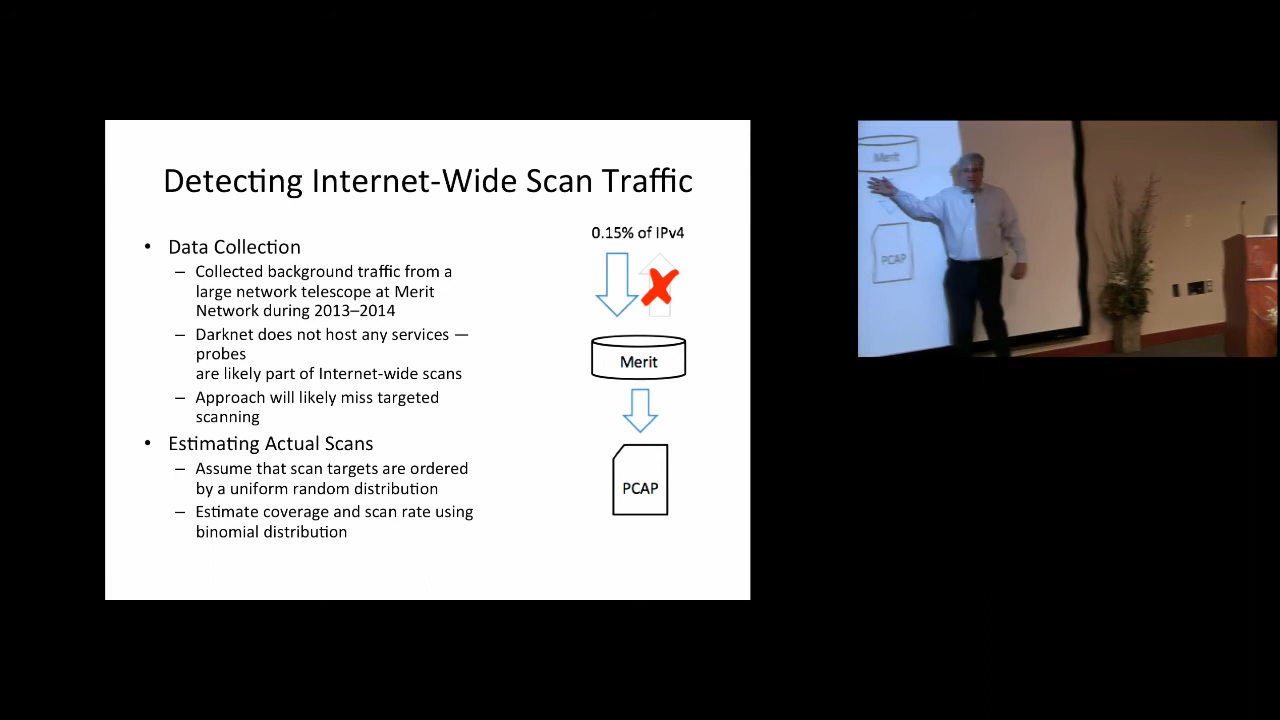 Detecting Internet-Wide Scan Traffic
• Data Collection
– Collected background traffic from a
large network telescope at Merit
Network during 2013–2014
– Darknet does not host any services —
probes
are likely part of Internet-wide scans
– Approach will likely miss targeted
scanning
• Estimating Actual Scans
– Assume that scan targets are ordered
by a uniform random distribution
– Estimate coverage and scan rate using
binomial distribution
0.15% of IPv4
Merit
PCAP
Merit
PCAP